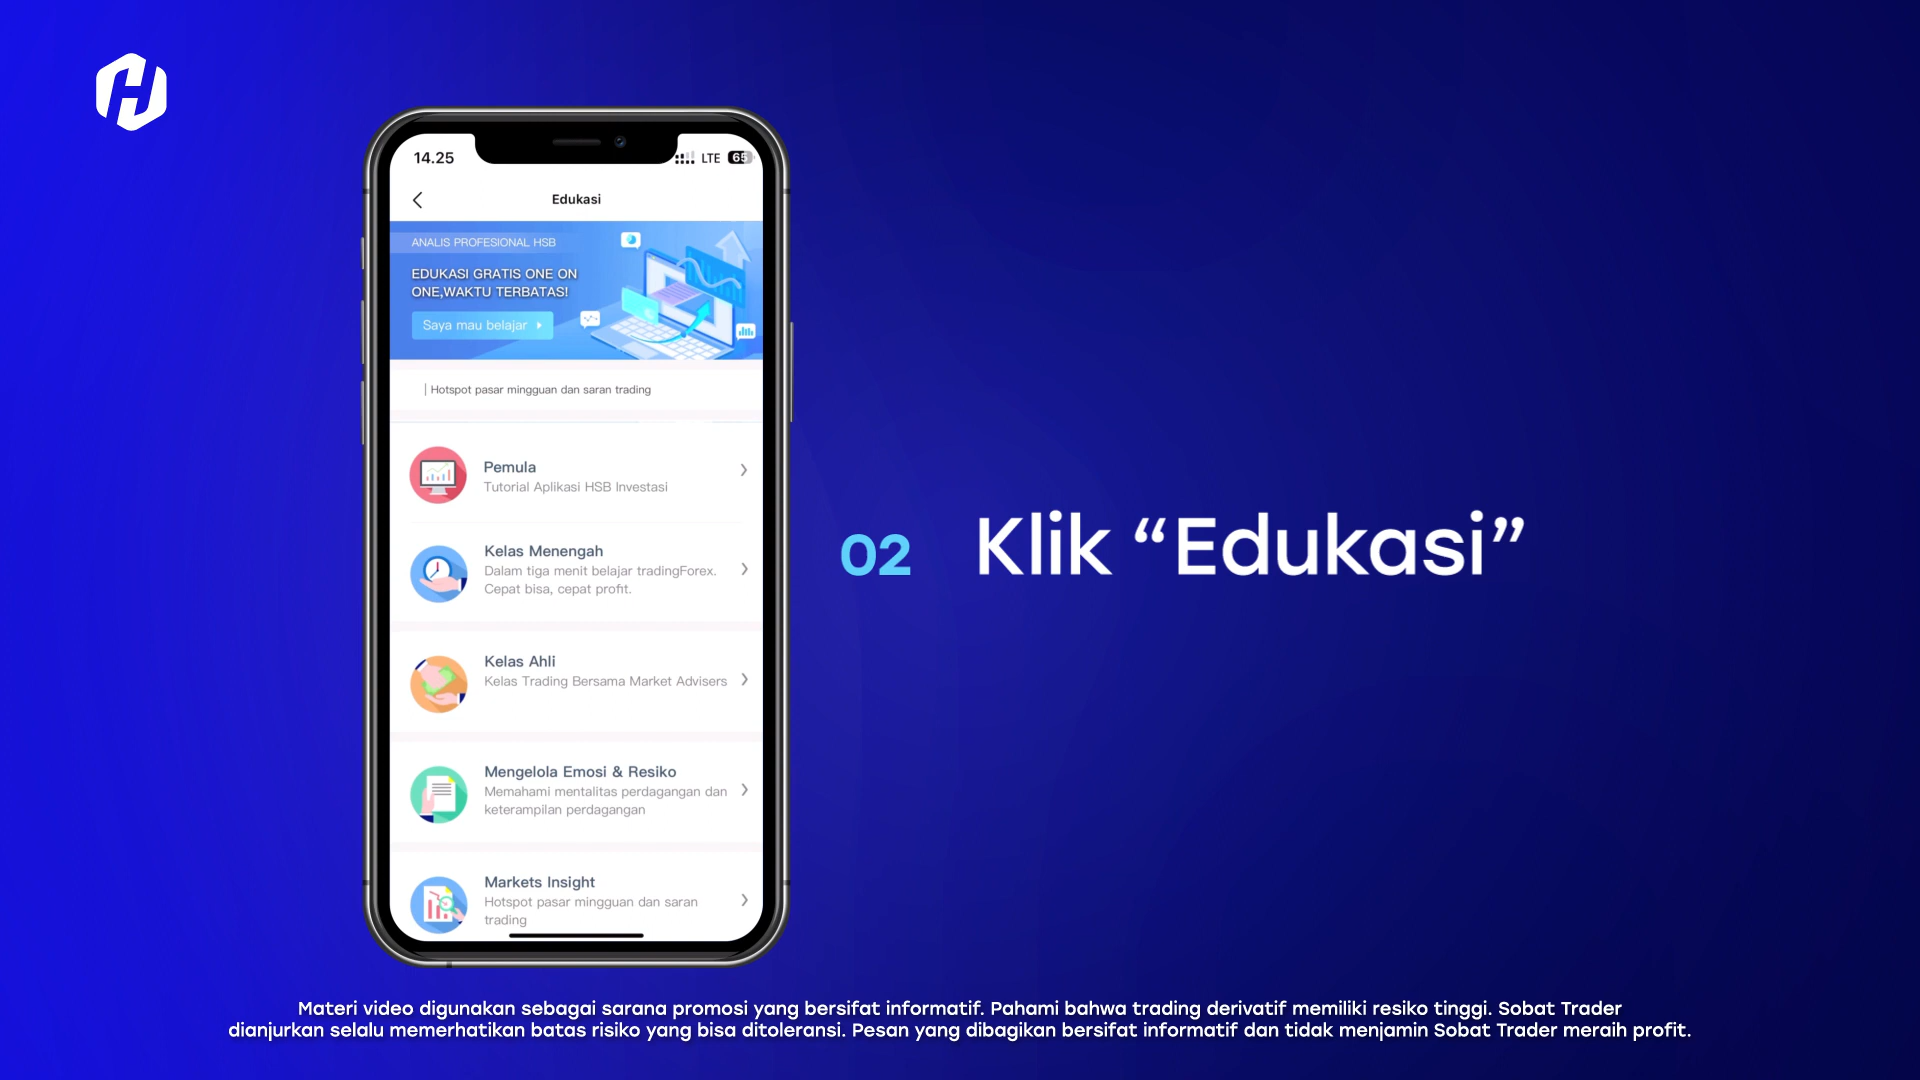 14.25
LTE 65
Edukasi
ANALIS PROFESIONAL HSB
EDUKASI GRATIS ONE ON
ONE,WAKTU TERBATAS!
Saya mau belajar
| Hotspot pasar mingguan dan saran trading
Pemula
Tutorial Aplikasi HSB Investasi
Kelas Menengah
Dalam tiga menit belajar tradingForex.
Cepat bisa, cepat profit.
Kelas Ahli
Kelas Trading Bersama Market Advisers
Mengelola Emosi & Resiko
Memahami mentalitas perdagangan dan
keterampilan perdagangan
Markets Insight
Hotspot pasar mingguan dan saran
trading
02 Klik “Edukasi”
Materi video digunakan sebagai sarana promosi yang bersifat informatif. Pahami bahwa trading derivatif memiliki resiko tinggi. Sobat Trader
dianjurkan selalu memerhatikan batas risiko yang bisa ditoleransi. Pesan yang dibagikan bersifat informatif dan tidak menjamin Sobat Trader meraih profit.